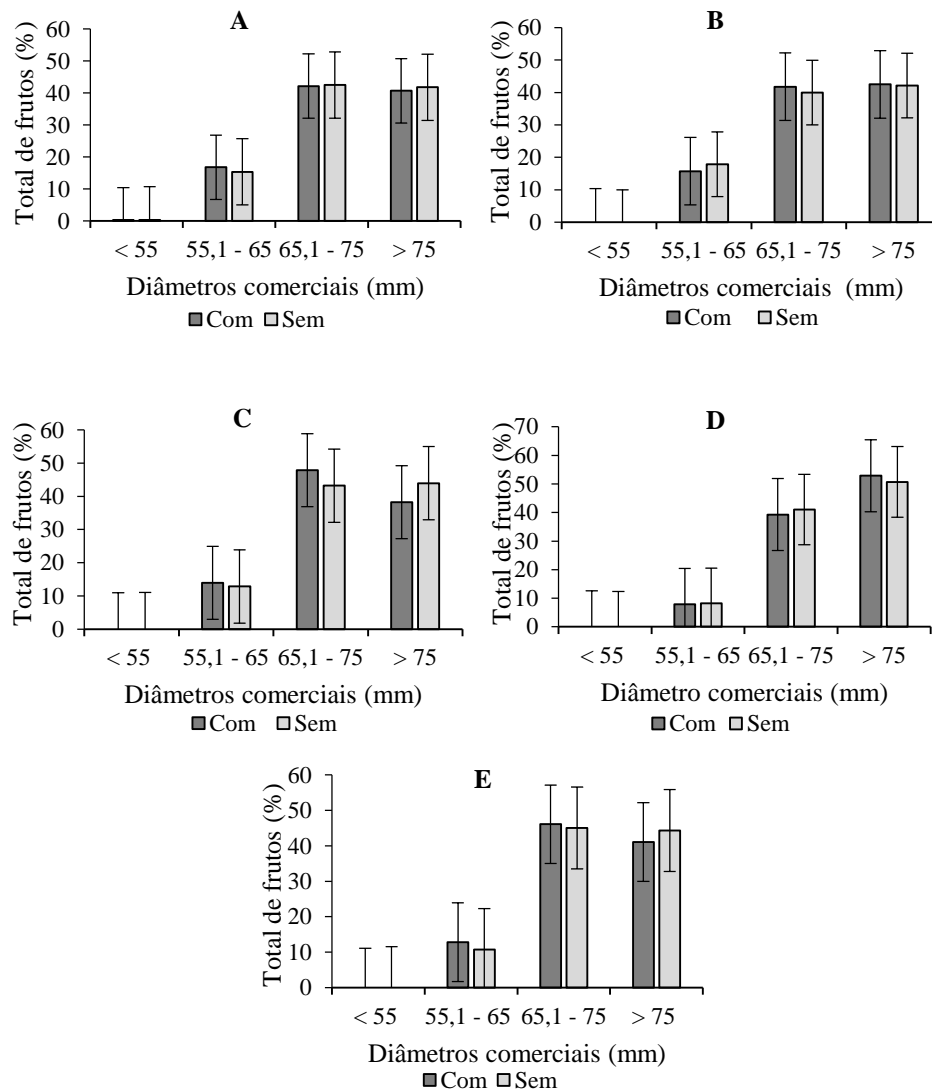 A
Total de frutos (%)
60
50
40
30
20
10
0
< 55 55,1 - 65 65,1 - 75 > 75
Diâmetros comerciais (mm)
Com Sem
B
Total de frutos (%)
60
50
40
30
20
10
0
< 55 55,1 - 65 65,1 - 75 > 75
Diâmetros comerciais (mm)
Com Sem
C
Total de frutos (%)
60
50
40
30
20
10
0
< 55 55,1 - 65 65,1 - 75 > 75
Diâmetros comerciais (mm)
Com Sem
D
Total de frutos (%)
70
60
50
40
30
20
10
0
< 55 55,1 - 65 65,1 - 75 > 75
Diâmetro comerciais (mm)
Com Sem
E
Total de frutos (%)
60
50
40
30
20
10
0
< 55 55,1 - 65 65,1 - 75 > 75
Diâmetros comerciais (mm)
Com Sem